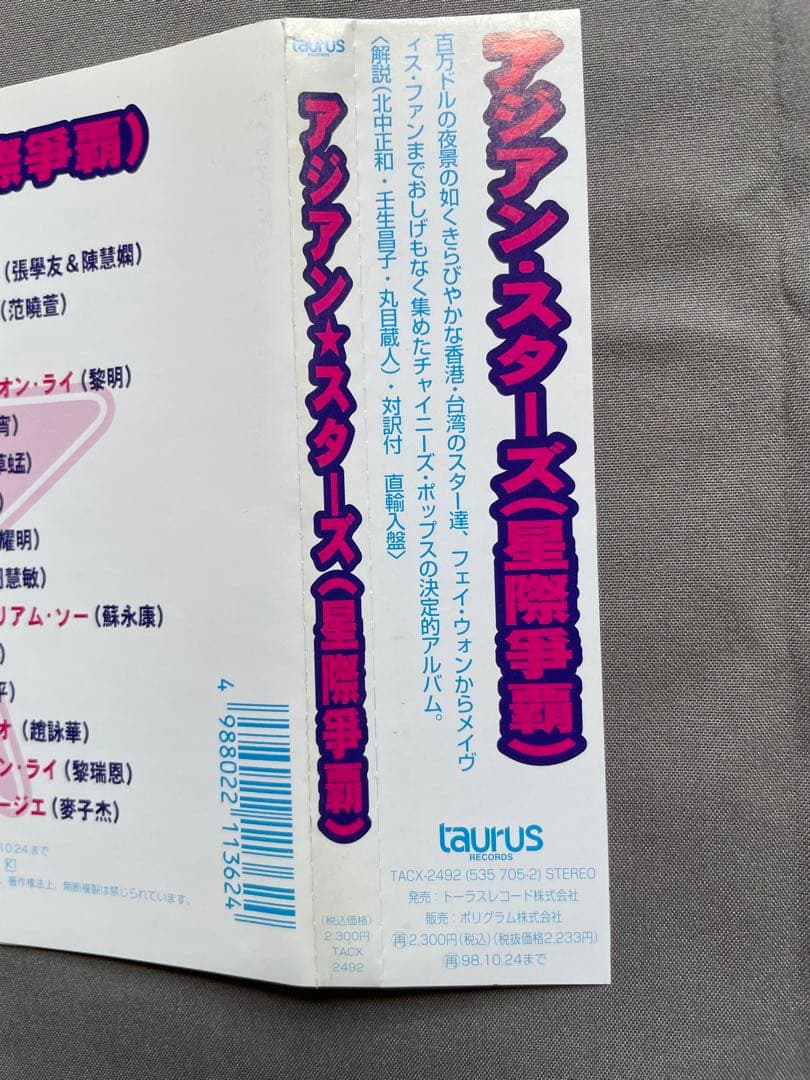 際爭覇)
(張學友&陳慧嫻)
(范曉萱)
オン・ライ(黎明)
宵)
草蜢)
)
耀明)
周慧敏)
リアム・ソー(蘇永康)
)
平)
オ (趙詠華)
ン・ライ(黎瑞恩)
ージエ(麥子杰)
10.24まで
、著作権法上、無断複製は禁じられています。
4 988022 113624
taurus
RECORDS
アジアン★スターズ(星際爭覇)
(税込価格)
2.300円
TACX
2492
アジアン・スターズ(星際爭覇)
百万ドルの夜景の如くきらびやかな香港・台湾のスター達、フェイ・ウォンからメイヴ
ィス・ファンまでおしげもなく集めたチャイニーズ・ポップスの決定的アルバム。
〈解説(北中正和・壬生昌子・丸目蔵人)・対訳付 直輸入盤〉
taurus
RECORDS
TACX-2492 (535 705-2) STEREO
発売:トーラスレコード株式会社
販売:ポリグラム株式会社
再2,300円(税込)(税抜価格2.233円)
再98.10.24まで